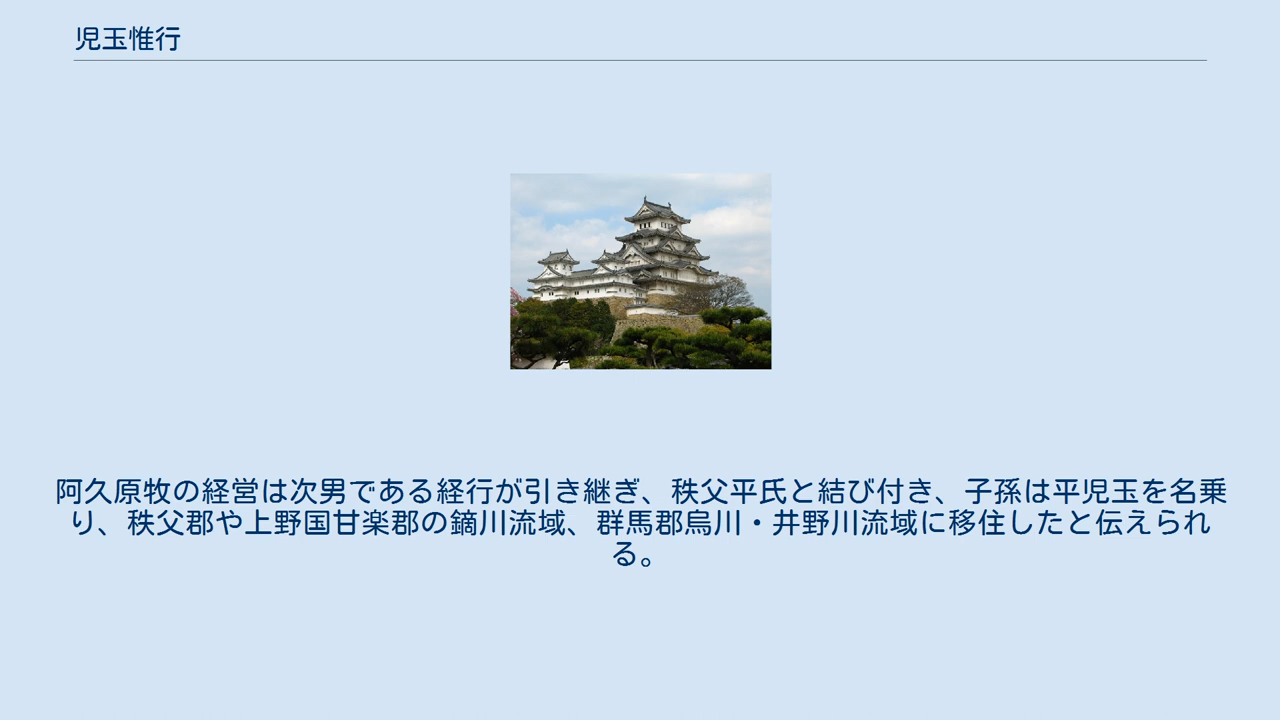 児玉惟行
阿久原牧の経営は次男である経行が引き継ぎ、秩父平氏と結び付き、子孫は平児玉を名乗
り、秩父郡や上野国甘楽郡の鏑川流域、群馬郡烏川・井野川流域に移住したと伝えられ
る。